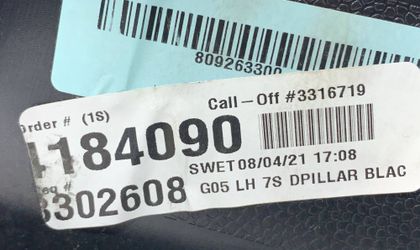 809263300
Order # (1S)
Call-Off #3316719
1184090
SWET 08/04/21 17:08
3302608
G05 LH 7S DPILLAR BLAC